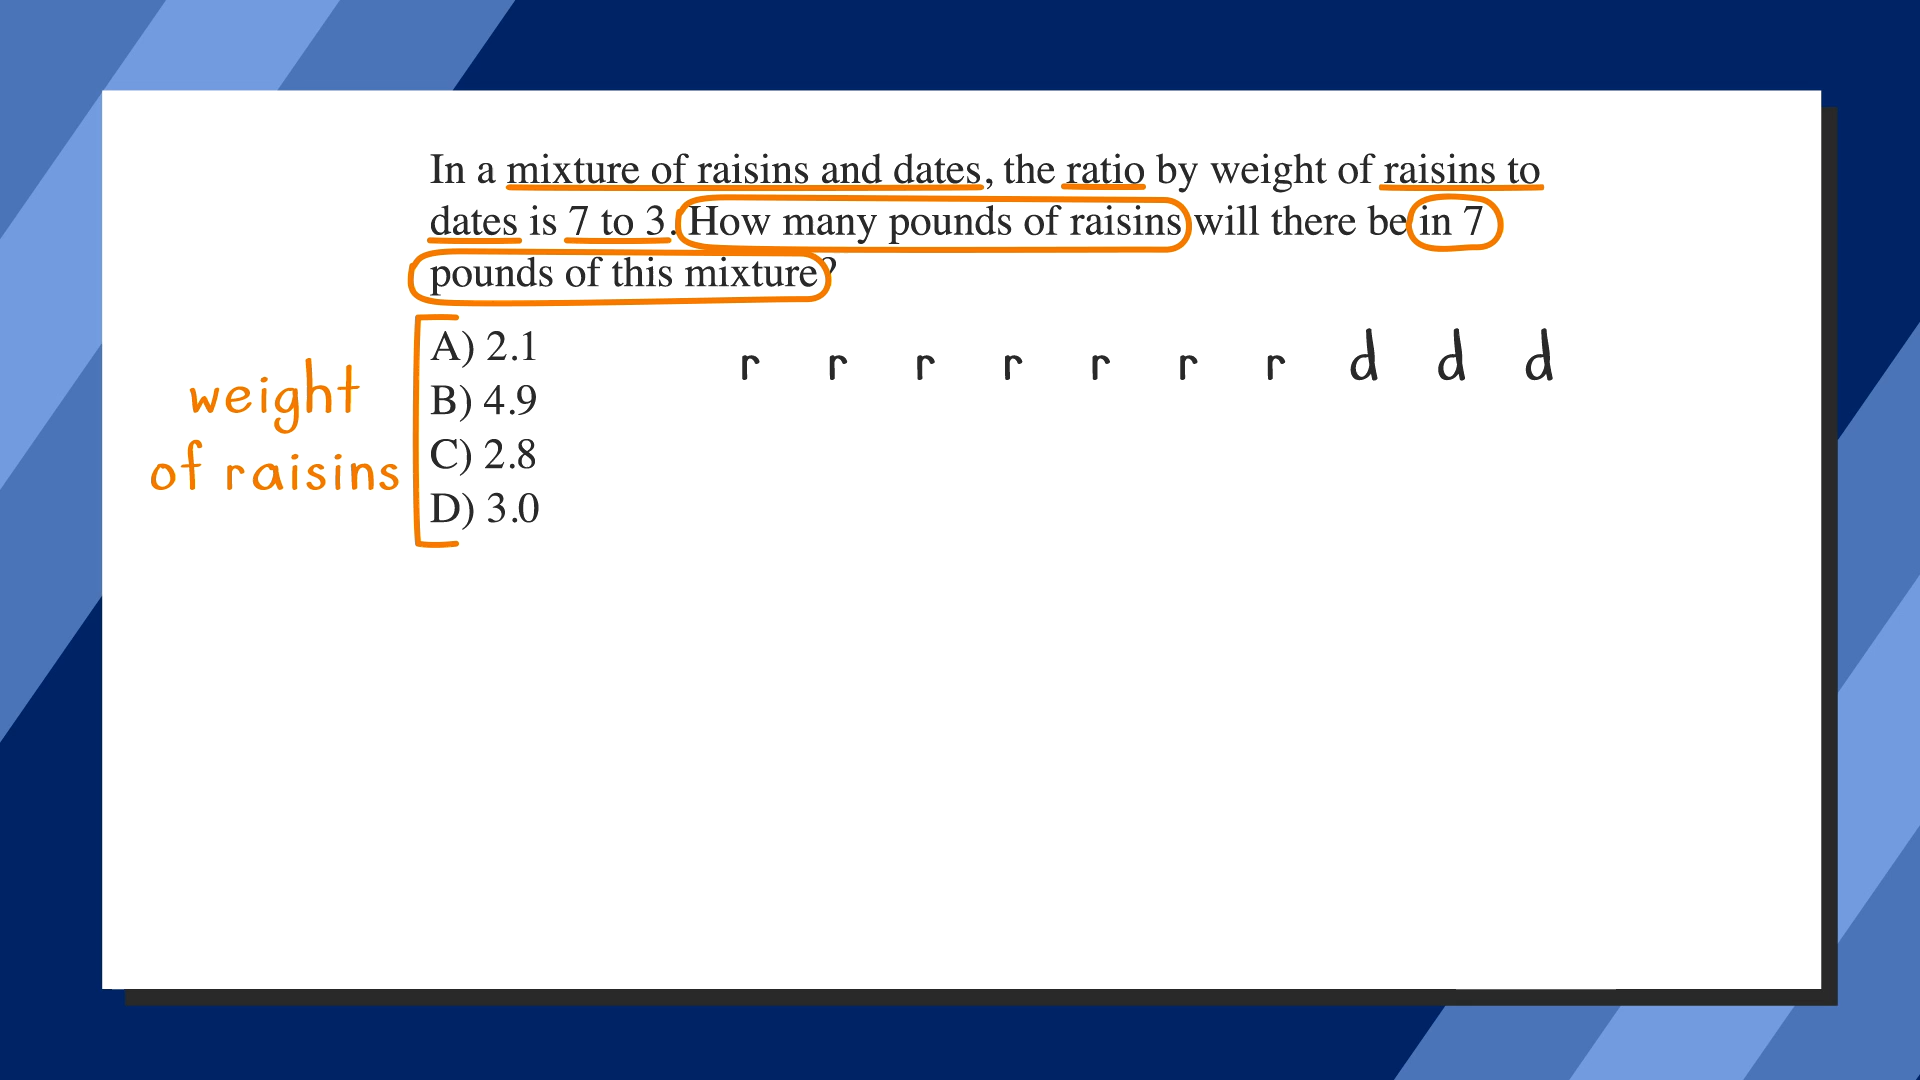 In a mixture of raisins and dates, the ratio by weight of raisins to
dates is 7 to 3. How many pounds of raisins will there be in 7
pounds of this mixture?
A) 2.1
B) 4.9
C) 2.8
D) 3.0
weight
of raisins
r r r r r r r d d d